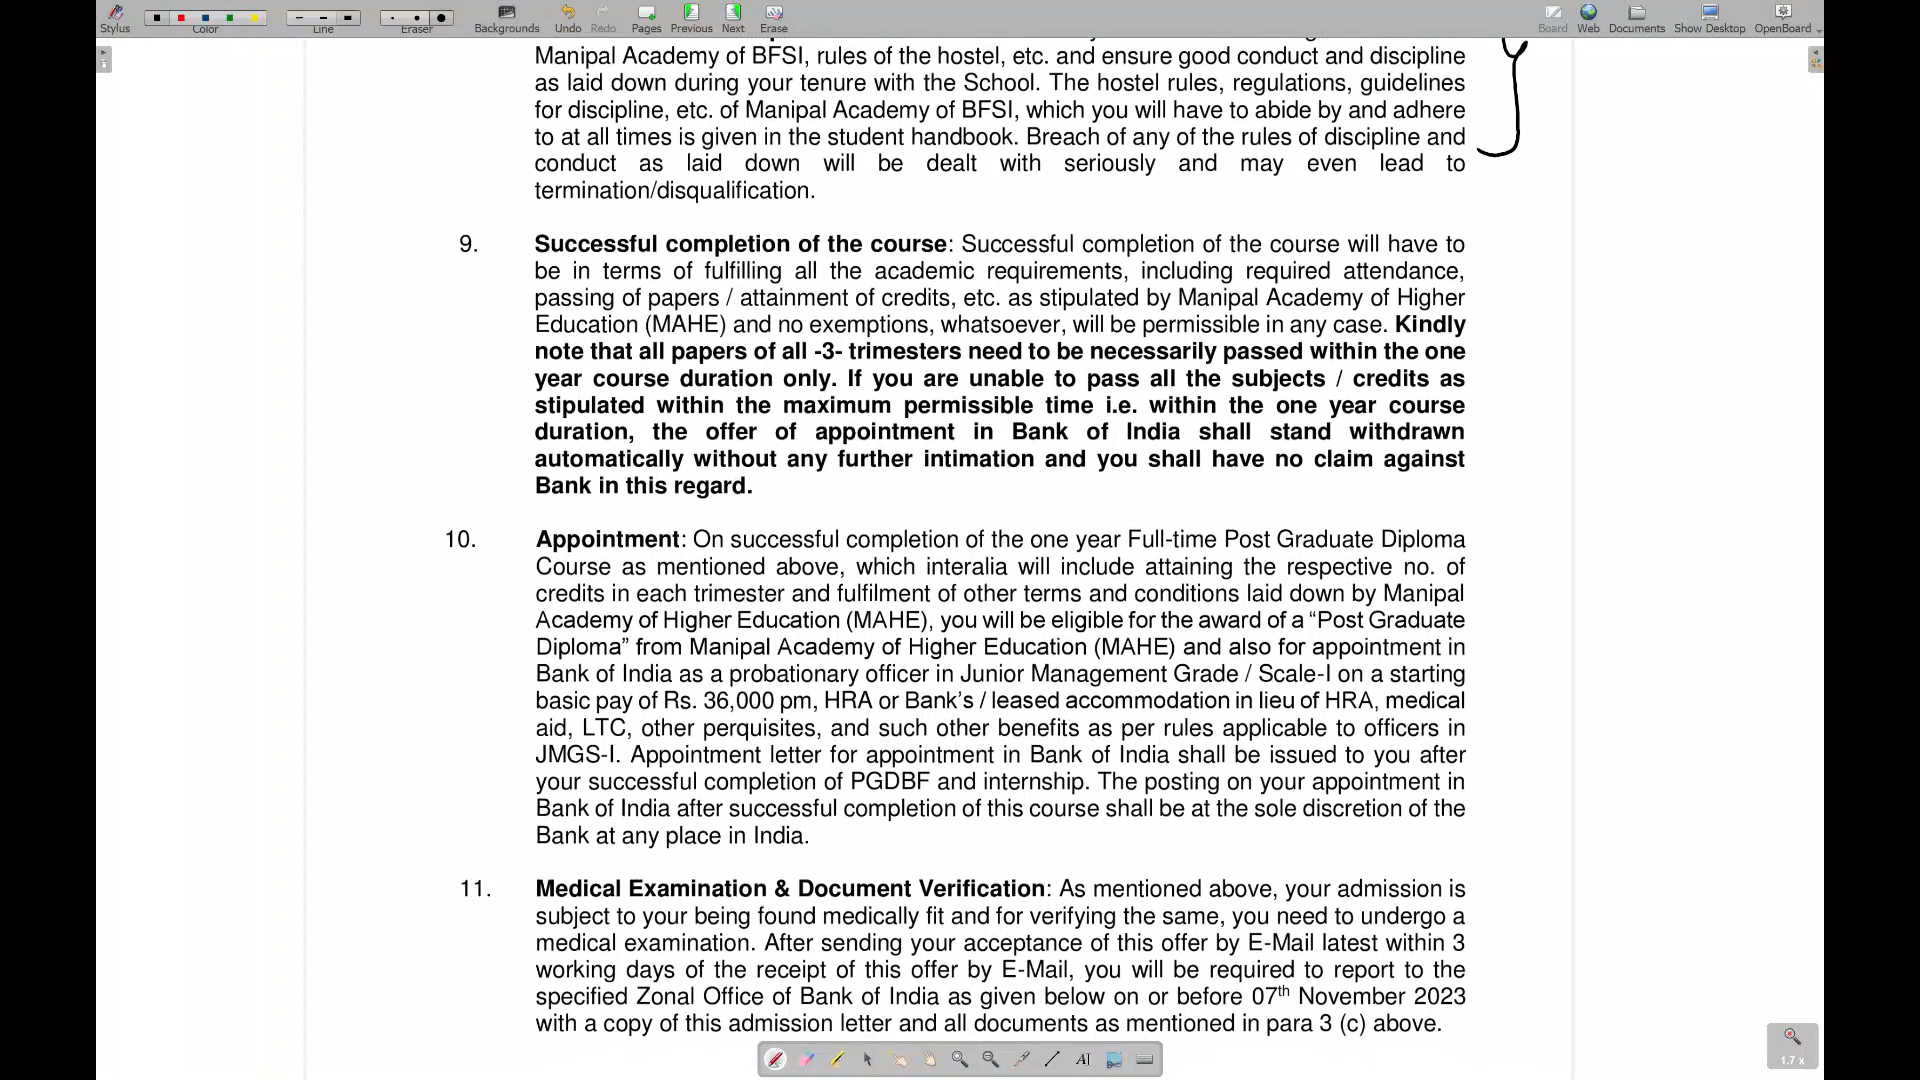 Stylus
Color
Line
Eraser
Backgrounds
Undo
Redo
Pages
Previous
Next
Erase
Board
Web
Documents
Show Desktop
OpenBoard
Manipal Academy of BFSI, rules of the hostel, etc. and ensure good conduct and discipline
as laid down during your tenure with the School. The hostel rules, regulations, guidelines
for discipline, etc. of Manipal Academy of BFSI, which you will have to abide by and adhere
to at all times is given in the student handbook. Breach of any of the rules of discipline and
conduct as laid down will be dealt with seriously and may even lead to
termination/disqualification.
9. Successful completion of the course: Successful completion of the course will have to
be in terms of fulfilling all the academic requirements, including required attendance,
passing of papers / attainment of credits, etc. as stipulated by Manipal Academy of Higher
Education (MAHE) and no exemptions, whatsoever, will be permissible in any case. Kindly
note that all papers of all -3- trimesters need to be necessarily passed within the one
year course duration only. If you are unable to pass all the subjects / credits as
stipulated within the maximum permissible time i.e. within the one year course
duration, the offer of appointment in Bank of India shall stand withdrawn
automatically without any further intimation and you shall have no claim against
Bank in this regard.
10. Appointment: On successful completion of the one year Full-time Post Graduate Diploma
Course as mentioned above, which interalia will include attaining the respective no. of
credits in each trimester and fulfilment of other terms and conditions laid down by Manipal
Academy of Higher Education (MAHE), you will be eligible for the award of a “Post Graduate
Diploma” from Manipal Academy of Higher Education (MAHE) and also for appointment in
Bank of India as a probationary officer in Junior Management Grade / Scale-I on a starting
basic pay of Rs. 36,000 pm, HRA or Bank’s / leased accommodation in lieu of HRA, medical
aid, LTC, other perquisites, and such other benefits as per rules applicable to officers in
JMGS-I. Appointment letter for appointment in Bank of India shall be issued to you after
your successful completion of PGDBF and internship. The posting on your appointment in
Bank of India after successful completion of this course shall be at the sole discretion of the
Bank at any place in India.
11. Medical Examination & Document Verification: As mentioned above, your admission is
subject to your being found medically fit and for verifying the same, you need to undergo a
medical examination. After sending your acceptance of this offer by E-Mail latest within 3
working days of the receipt of this offer by E-Mail, you will be required to report to the
specified Zonal Office of Bank of India as given below on or before 07th November 2023
with a copy of this admission letter and all documents as mentioned in para 3 (c) above.
1.7 x